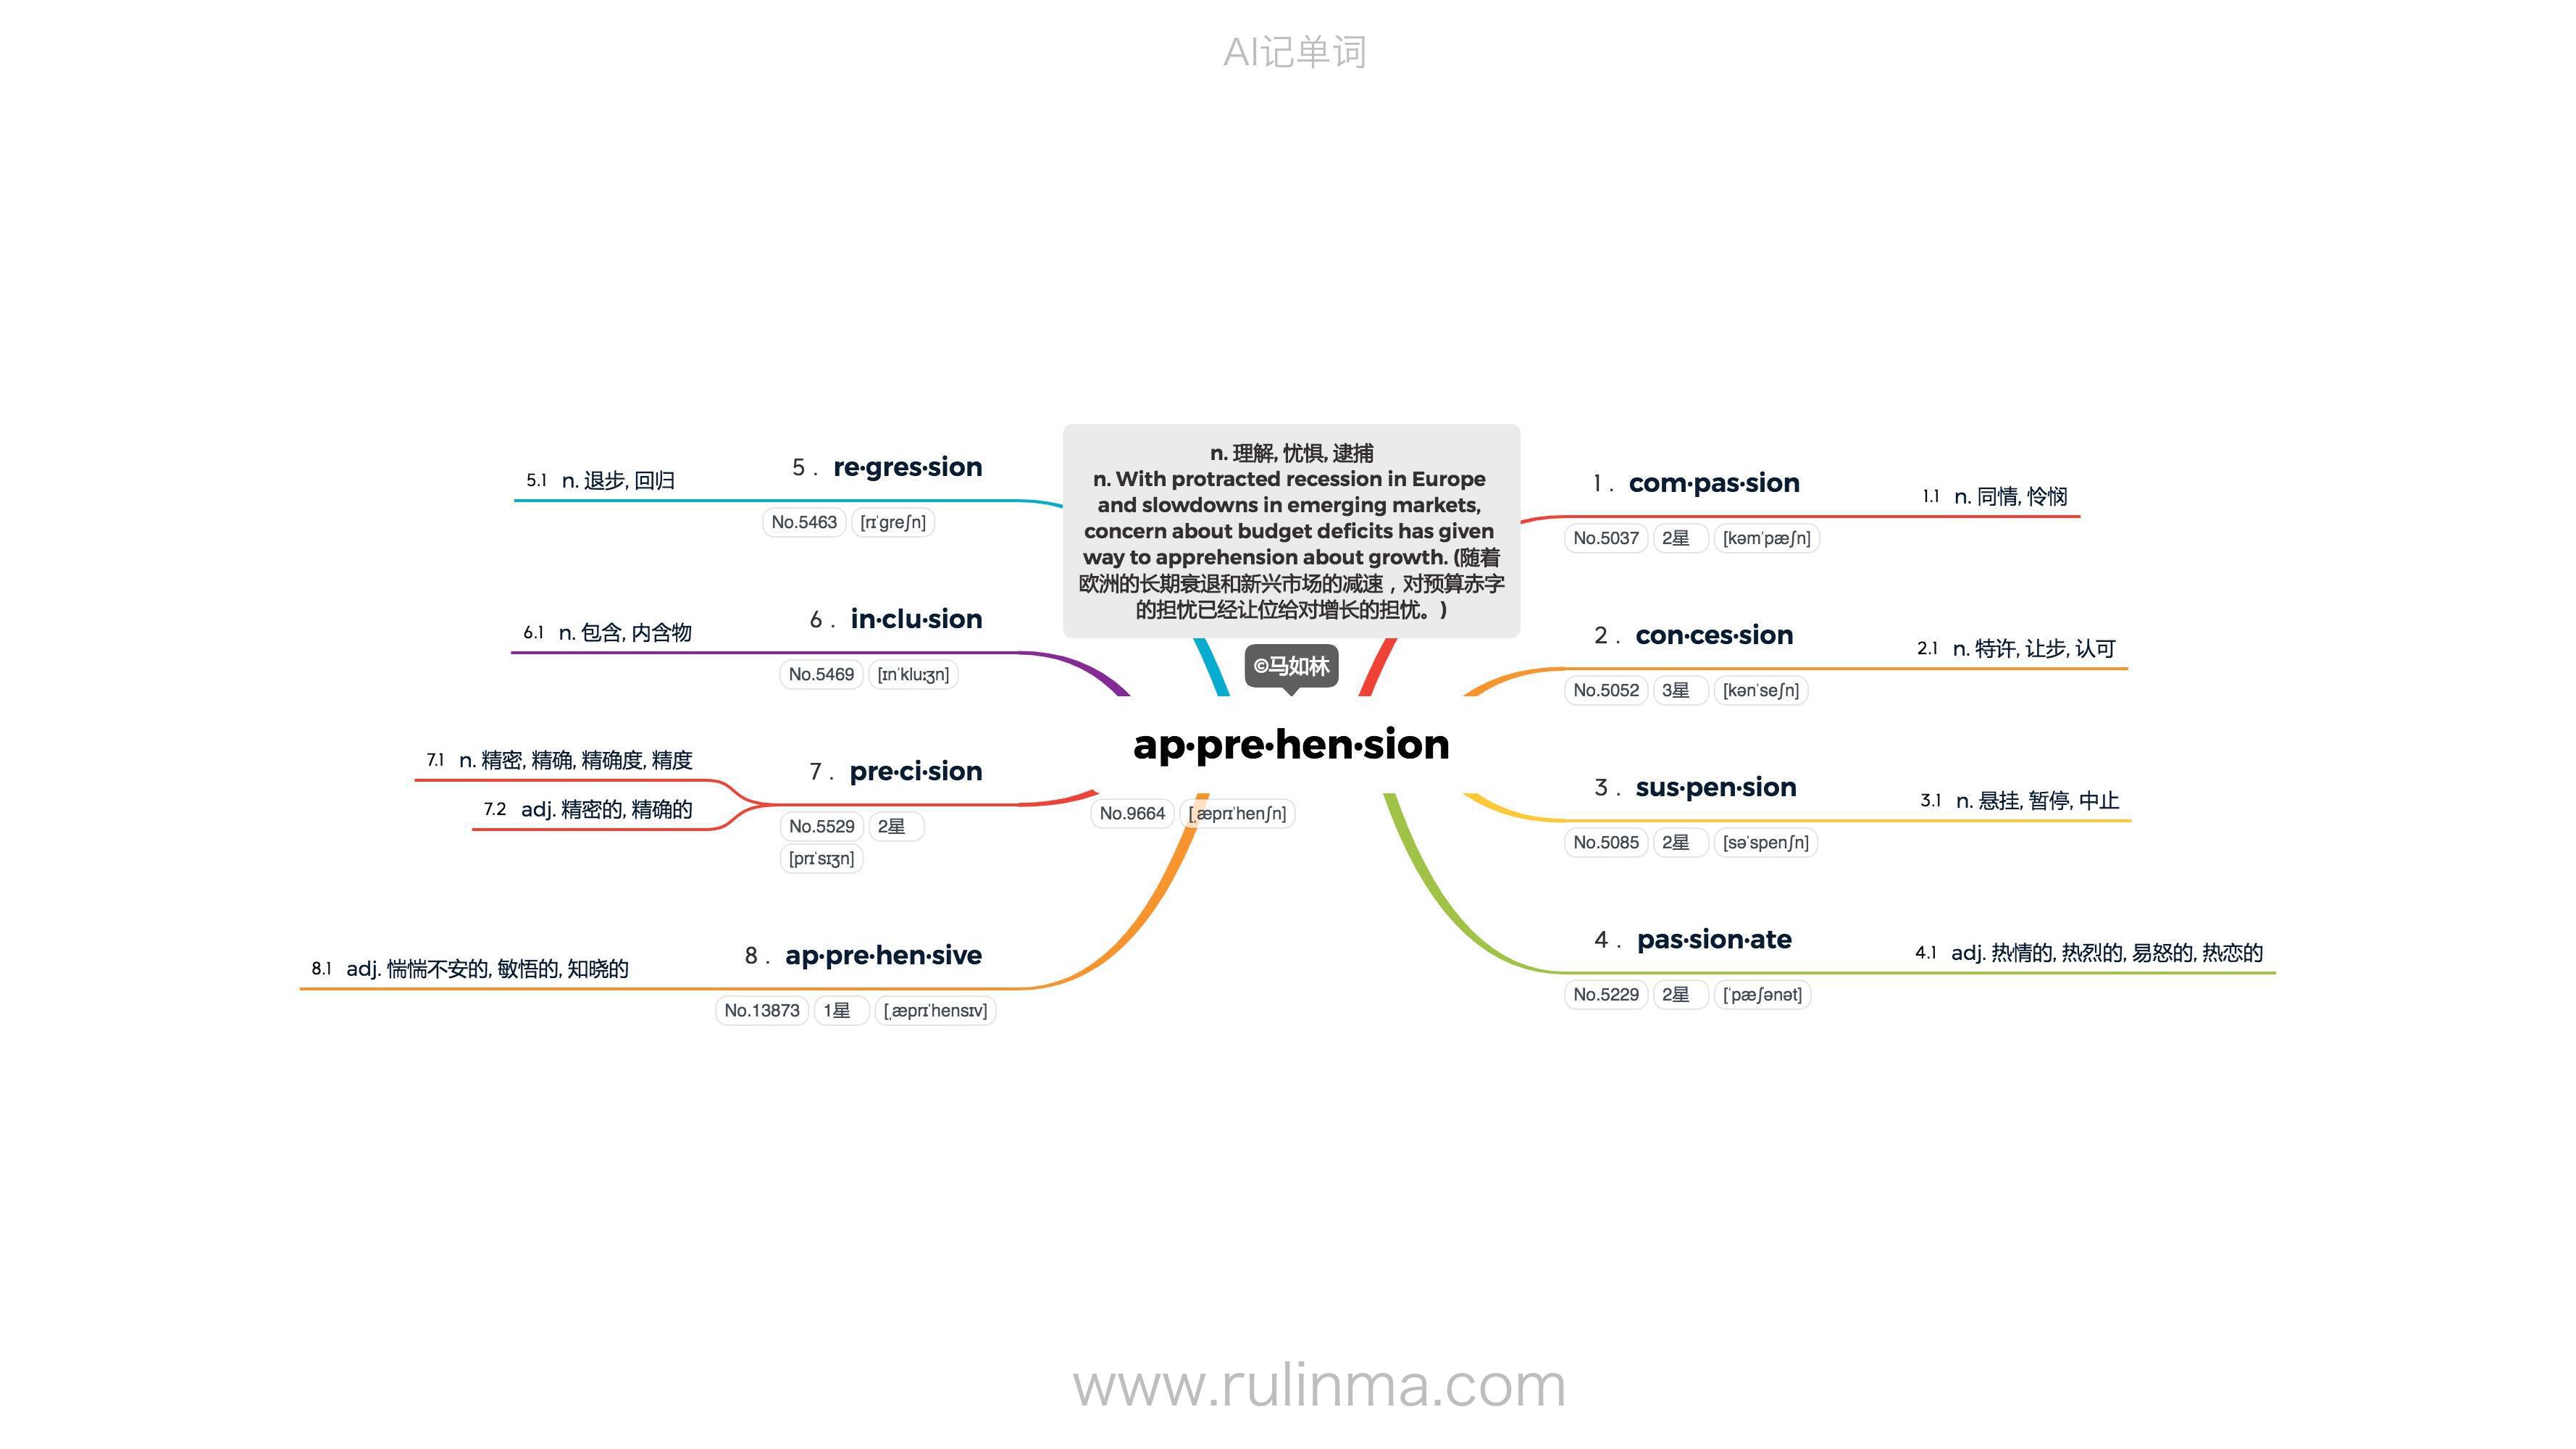 AI记单词
n. 理解, 忧惧, 逮捕
n. With protracted recession in Europe
and slowdowns in emerging markets,
concern about budget deficits has given
way to apprehension about growth. (随着
欧洲的长期衰退和新兴市场的减速，对预算赤字
的担忧已经让位给对增长的担忧。)
©马如林
ap·pre·hen·sion
No.9664 [ˌæprɪˈhenʃn]
1 . com·pas·sion
No.5037 2星 [kəmˈpæʃn]
1.1 n. 同情, 怜悯
2 . con·ces·sion
No.5052 3星 [kənˈseʃn]
2.1 n. 特许, 让步, 认可
3 . sus·pen·sion
No.5085 2星 [səˈspenʃn]
3.1 n. 悬挂, 暂停, 中止
4 . pas·sion·ate
No.5229 2星 [ˈpæʃənət]
4.1 adj. 热情的, 热烈的, 易怒的, 热恋的
5 . re·gres·sion
No.5463 [rɪˈgreʃn]
5.1 n. 退步, 回归
6 . in·clu·sion
No.5469 [ɪnˈkluːʒn]
6.1 n. 包含, 内含物
7 . pre·ci·sion
No.5529 2星
[prɪˈsɪʒn]
7.1 n. 精密, 精确, 精确度, 精度
7.2 adj. 精密的, 精确的
8 . ap·pre·hen·sive
No.13873 1星 [ˌæprɪˈhensɪv]
8.1 adj. 惴惴不安的, 敏悟的, 知晓的
www.rulinma.com